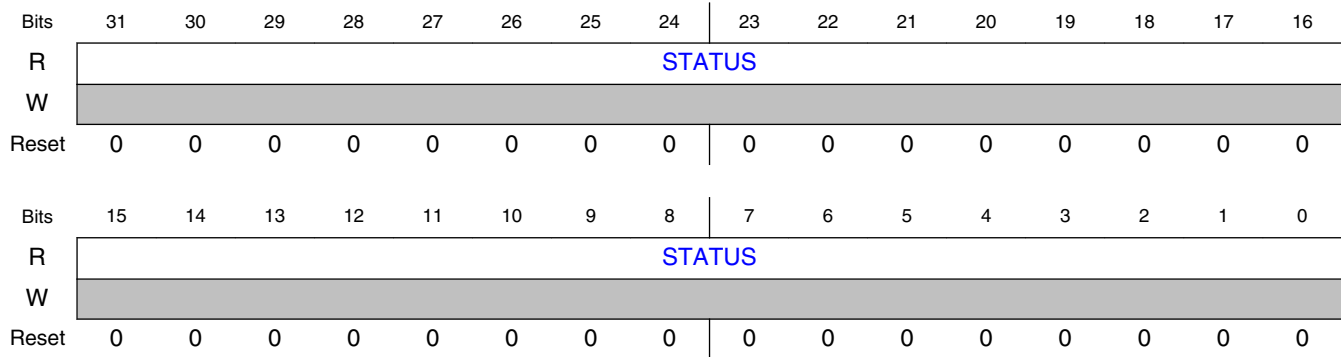 Bits 31 30 29 28 27 26 25 24 23 22 21 20 19 18 17 16
R STATUS
W
Reset 0 0 0 0 0 0 0 0 0 0 0 0 0 0 0 0
Bits 15 14 13 12 11 10 9 8 7 6 5 4 3 2 1 0
R STATUS
W
Reset 0 0 0 0 0 0 0 0 0 0 0 0 0 0 0 0